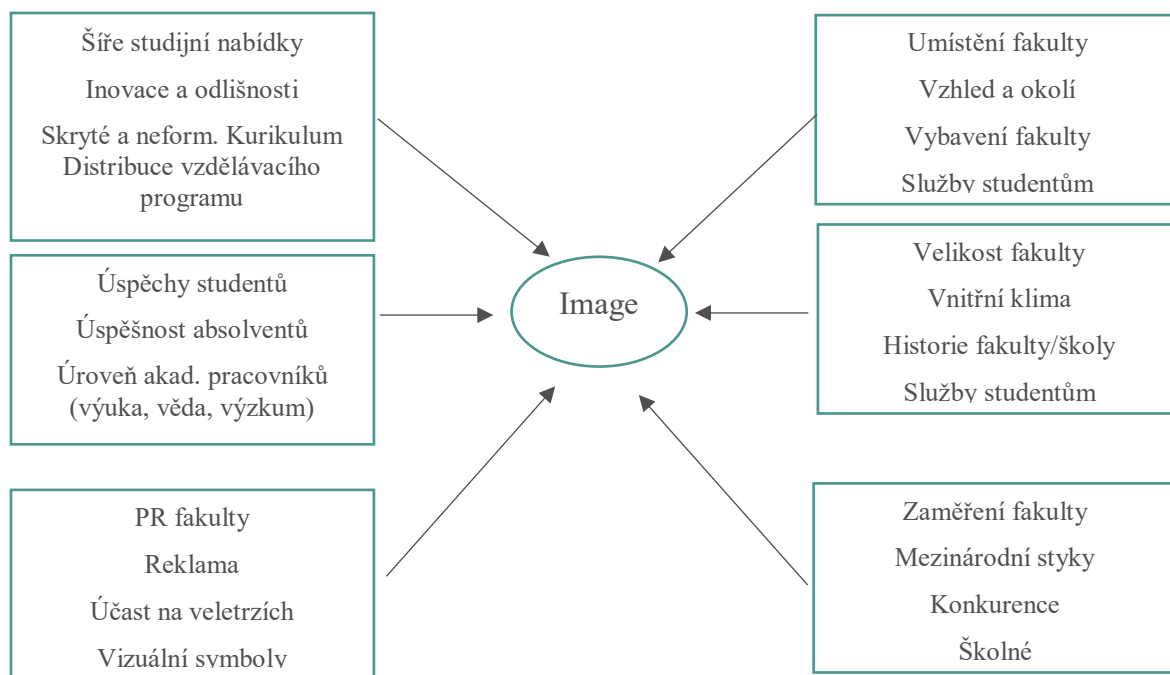 Šíře studijní nabídky
Inovace a odlišnosti
Skryté a neform. Kurikulum
Distribuce vzdělávacího
programu
Úspěchy studentů
Úspěšnost absolventů
Úroveň akad. pracovníků
(výuka, věda, výzkum)
PR fakulty
Reklama
Účast na veletrzích
Vizuální symboly
Image
Umístění fakulty
Vzhled a okolí
Vybavení fakulty
Služby studentům
Velikost fakulty
Vnitřní klima
Historie fakulty/školy
Služby studentům
Zaměření fakulty
Mezinárodní styky
Konkurence
Školné